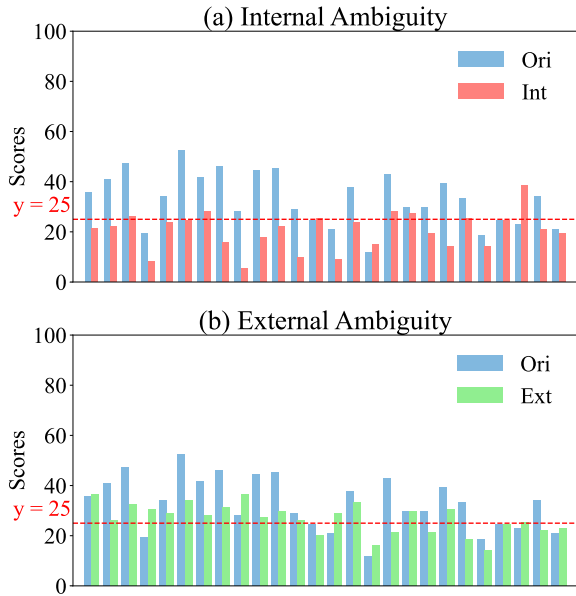 (a) Internal Ambiguity
100
80
60
40
20
0
Scores
y = 25
Ori
Int
(b) External Ambiguity
100
80
60
40
20
0
Scores
y = 25
Ori
Ext